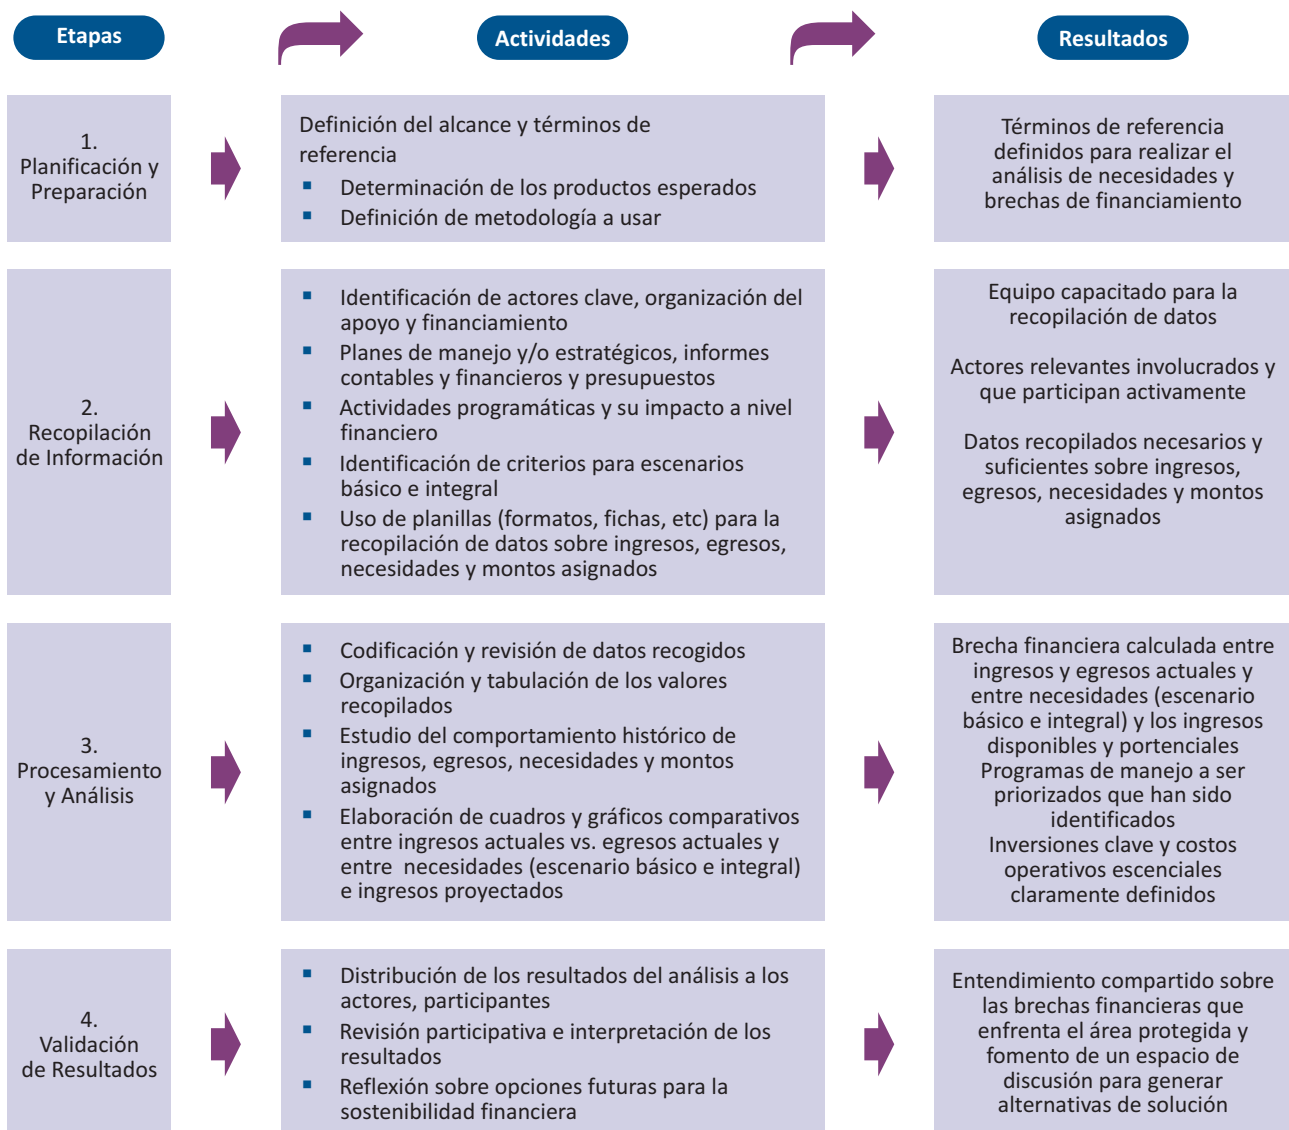 Etapas
Actividades
Resultados
1.
Planificación y
Preparación
Definición del alcance y términos de
referencia
Determinación de los productos esperados
Definición de metodología a usar
Términos de referencia
definidos para realizar el
análisis de necesidades y
brechas de financiamiento
2.
Recopilación
de Información
Identificación de actores clave, organización del
apoyo y financiamiento
Planes de manejo y/o estratégicos, informes
contables y financieros y presupuestos
Actividades programáticas y su impacto a nivel
financiero
Identificación de criterios para escenarios
básico e integral
Uso de planillas (formatos, fichas, etc) para la
recopilación de datos sobre ingresos, egresos,
necesidades y montos asignados
Equipo capacitado para la
recopilación de datos
Actores relevantes involucrados y
que participan activamente
Datos recopilados necesarios y
suficientes sobre ingresos,
egresos, necesidades y montos
asignados
3.
Procesamiento
y Análisis
Codificación y revisión de datos recogidos
Organización y tabulación de los valores
recopilados
Estudio del comportamiento histórico de
ingresos, egresos, necesidades y montos
asignados
Elaboración de cuadros y gráficos comparativos
entre ingresos actuales vs. egresos actuales y
entre necesidades (escenario básico e integral)
e ingresos proyectados
Brecha financiera calculada entre
ingresos y egresos actuales y
entre necesidades (escenario
básico e integral) y los ingresos
disponibles y potenciales
Programas de manejo a ser
priorizados que han sido
identificados
Inversiones clave y costos
operativos escenciales
claramente definidos
4.
Validación
de Resultados
Distribución de los resultados del análisis a los
actores, participantes
Revisión participativa e interpretación de los
resultados
Reflexión sobre opciones futuras para la
sostenibilidad financiera
Entendimiento compartido sobre
las brechas financieras que
enfrenta el área protegida y
fomento de un espacio de
discusión para generar
alternativas de solución